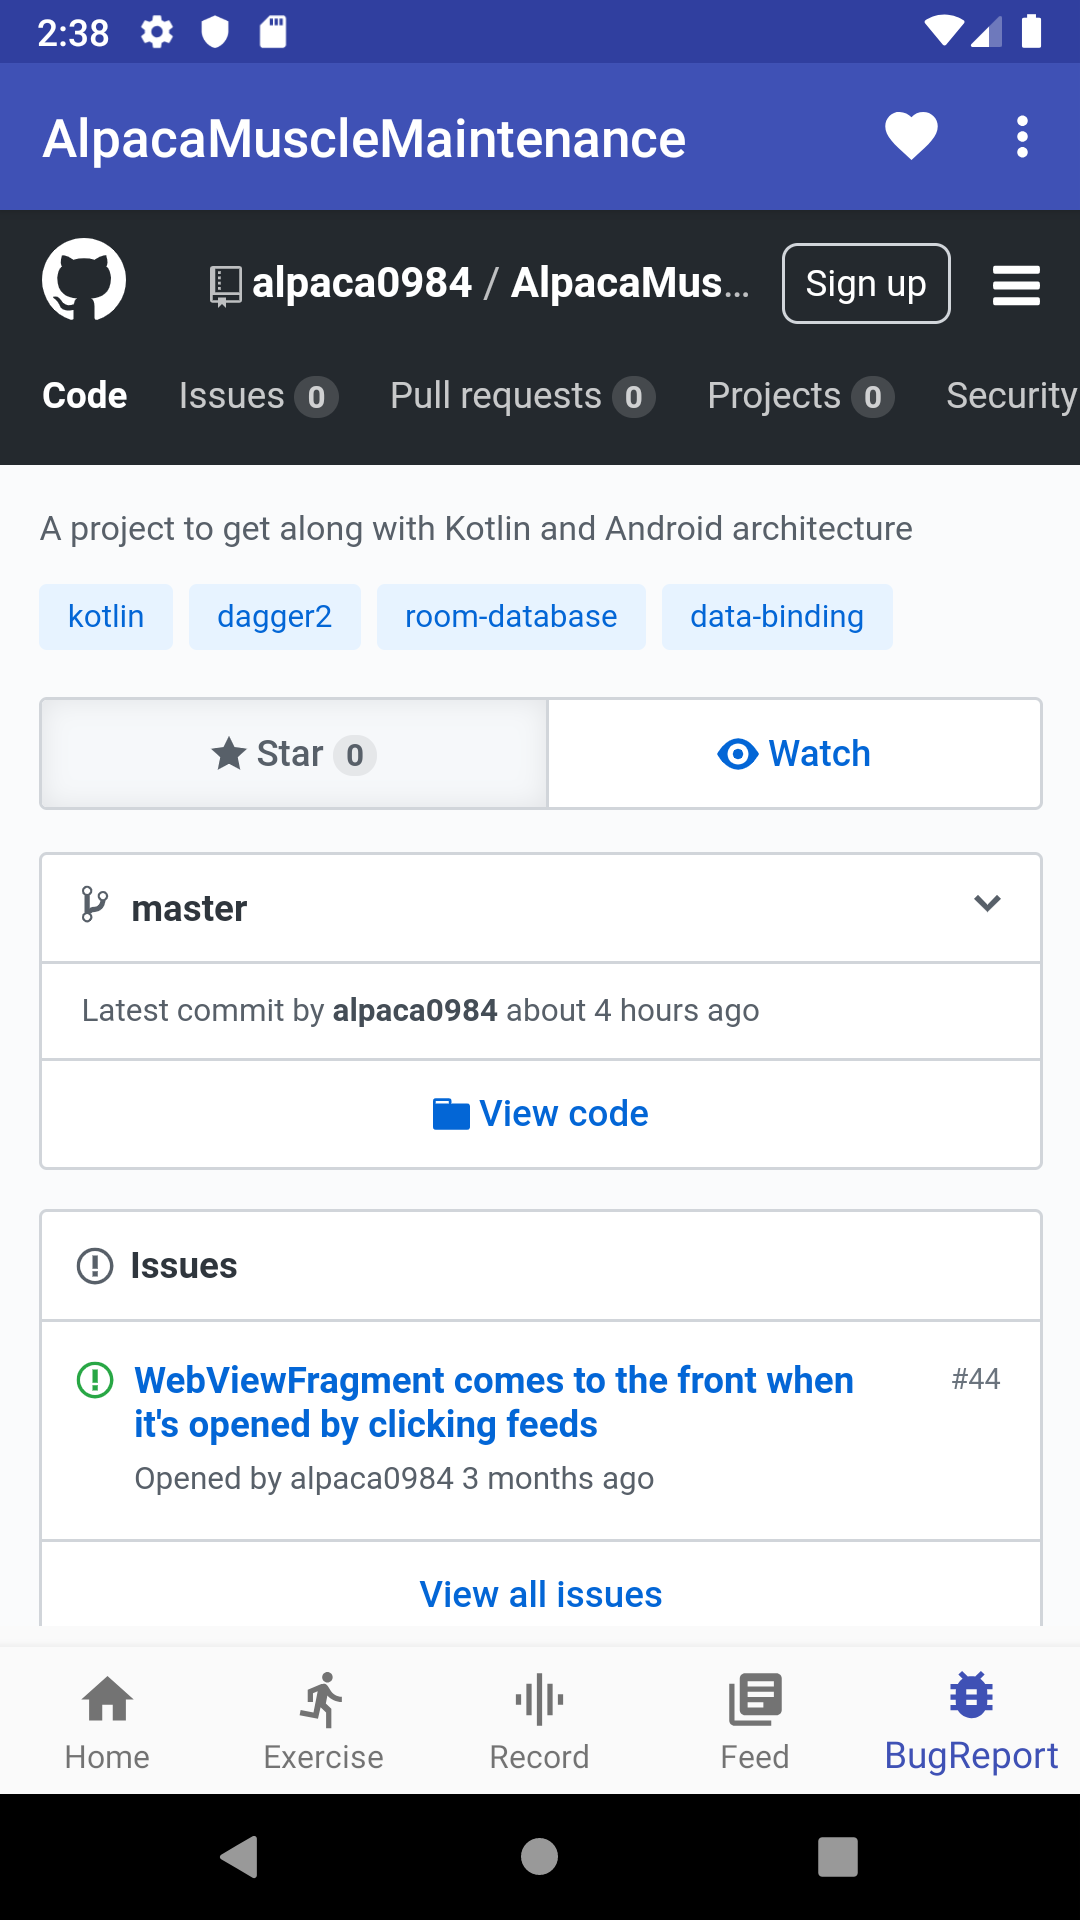 2:38
AlpacaMuscleMaintenance
alpaca0984 / AlpacaMus...
Sign up
Code Issues 0 Pull requests 0 Projects 0 Security
A project to get along with Kotlin and Android architecture
kotlin dagger2 room-database data-binding
Star 0 Watch
master
Latest commit by alpaca0984 about 4 hours ago
View code
Issues
WebViewFragment comes to the front when #44
it's opened by clicking feeds
Opened by alpaca0984 3 months ago
View all issues
Home Exercise Record Feed BugReport